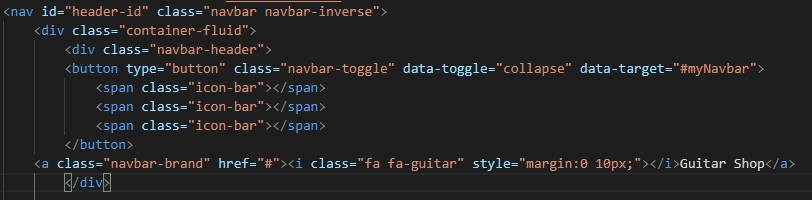 <nav id="header-id" class="navbar navbar-inverse">
<div class="container-fluid">
<div class="navbar-header">
<button type="button" class="navbar-toggle" data-toggle="collapse" data-target="#myNavbar">
<span class="icon-bar"></span>
<span class="icon-bar"></span>
<span class="icon-bar"></span>
</button>
<a class="navbar-brand" href="#"><i class="fa fa-guitar" style="margin:0 10px;"></i>Guitar Shop</a>
</div>